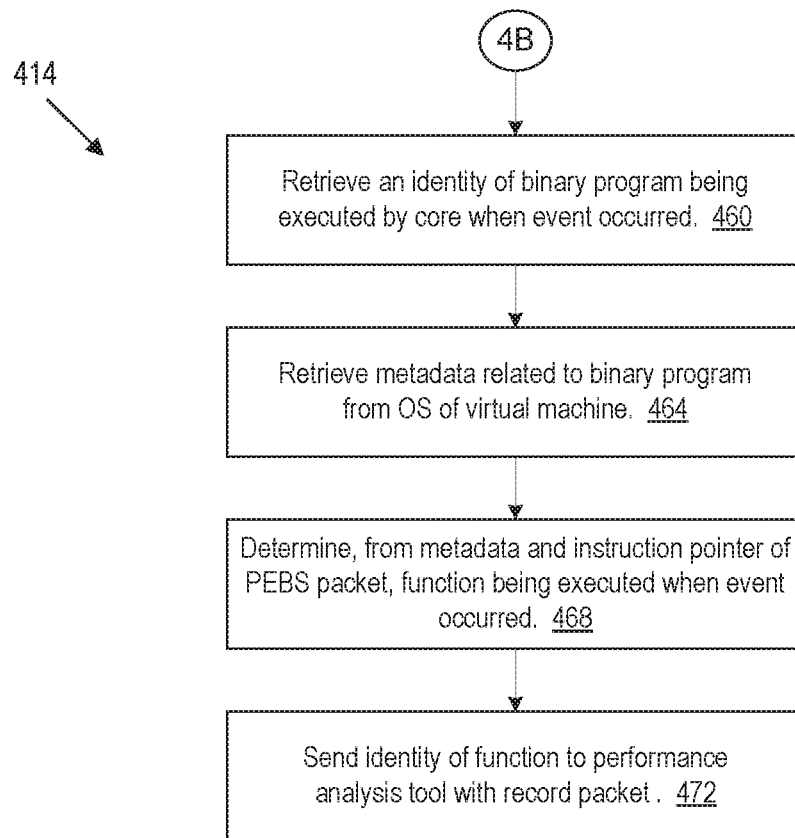 4B
414
Retrieve an identity of binary program being
executed by core when event occurred. 460
Retrieve metadata related to binary program
from OS of virtual machine. 464
Determine, from metadata and instruction pointer of
PEBS packet, function being executed when event
occurred. 468
Send identity of function to performance
analysis tool with record packet . 472